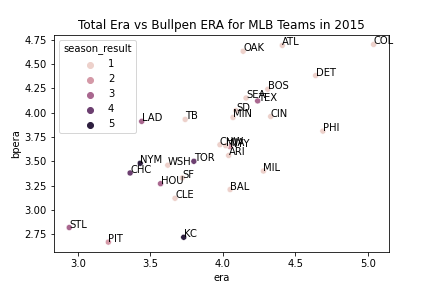 Total Era vs Bullpen ERA for MLB Teams in 2015
4.75
4.50
4.25
4.00
3.75
3.50
3.25
3.00
2.75
bpera
season_result
1
2
3
4
5
OAK
ATL
COL
DET
BOS
SEA
TEX
SD
MIN
CIN
LAD
TB
PHI
CHW
ARI
NYM
WSH
TOR
CHC
MIL
SF
HOU
BAL
CLE
STL
PIT
KC
3.0
3.5
4.0
4.5
5.0
era